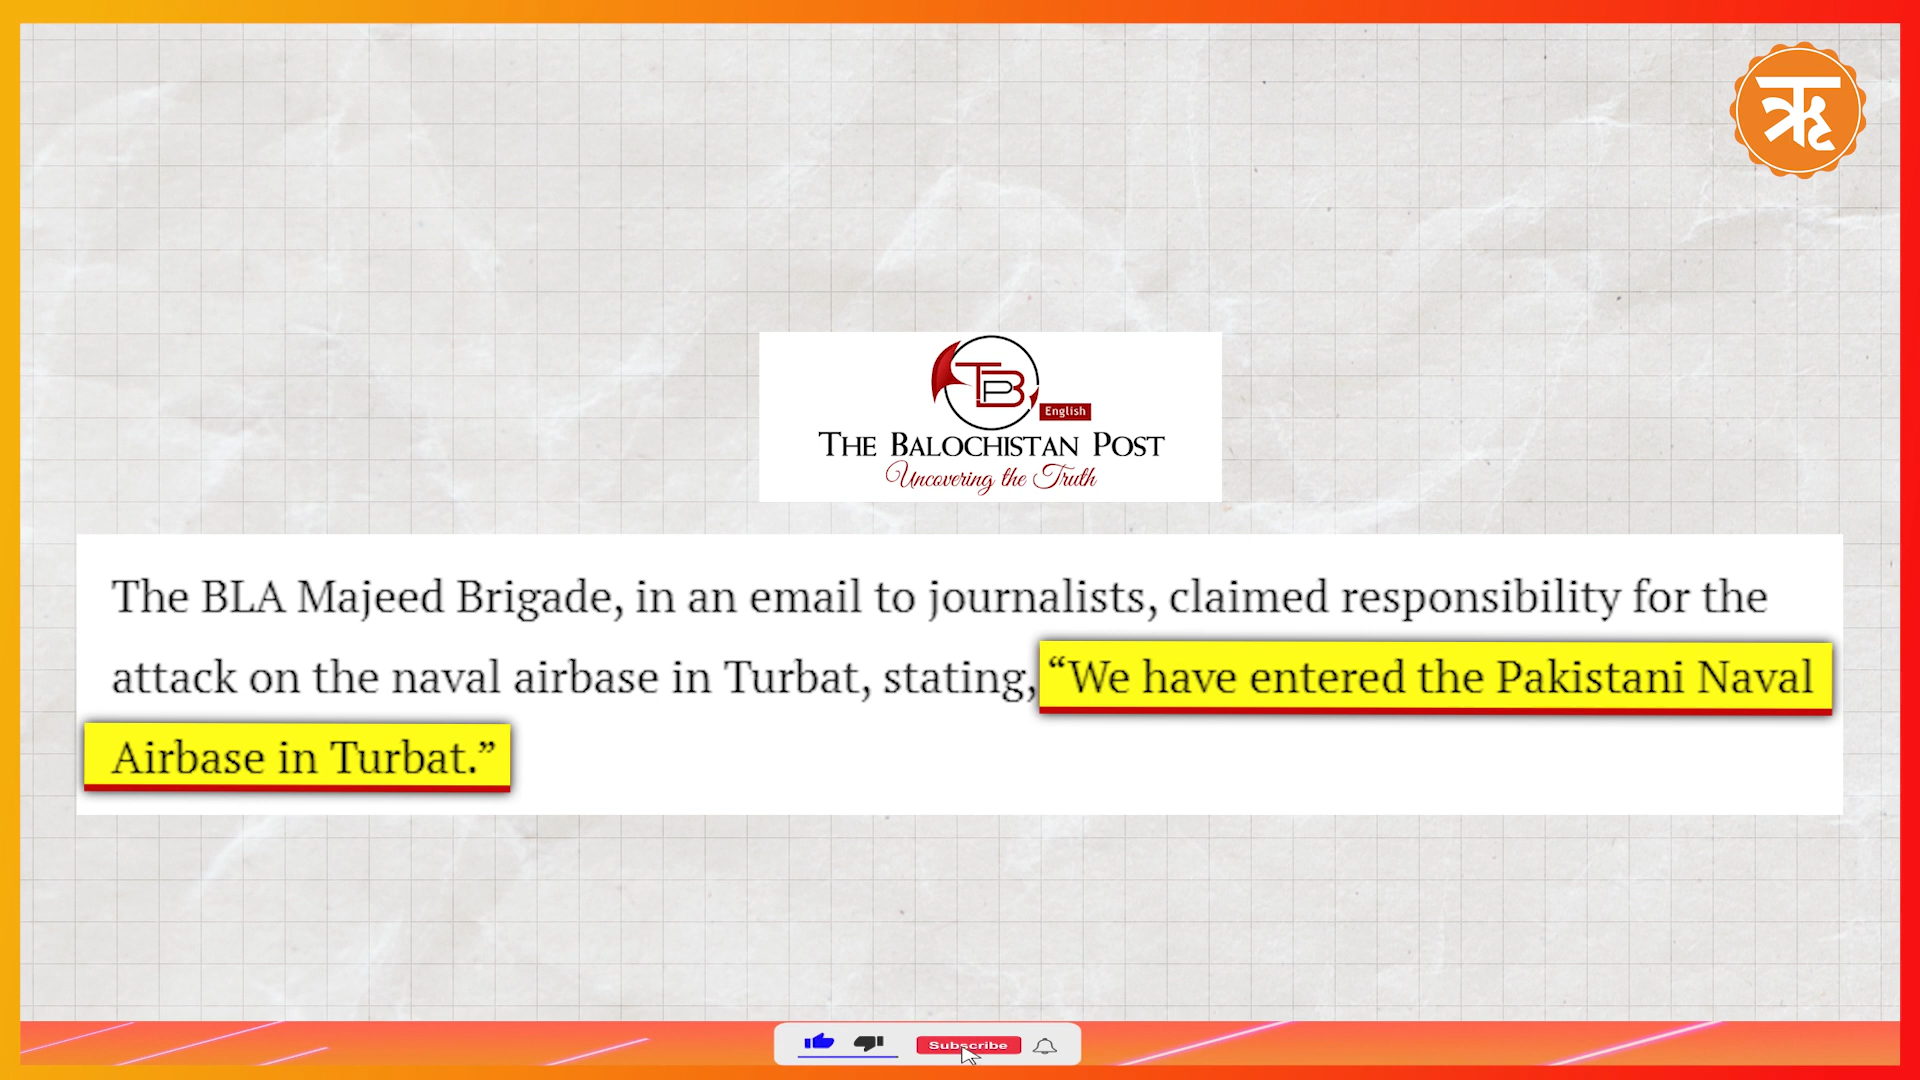 ऋ
TBP
English
THE BALOCHISTAN POST
Uncovering the Truth
The BLA Majeed Brigade, in an email to journalists, claimed responsibility for the
attack on the naval airbase in Turbat, stating, “We have entered the Pakistani Naval
Airbase in Turbat.”
Subscribe